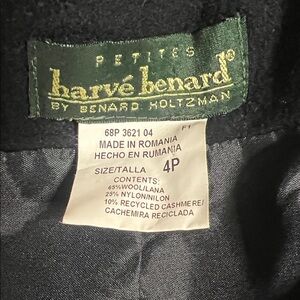 PETITES
harvé benard®
BY BENARD HOLTZMAN
68P 3621 04 F1
MADE IN ROMANIA
HECHO EN RUMANIA
SIZE/TALLA 4P
CONTENTS:
65%WOOL/LANA
25% NYLON/NILON
10% RECYCLED CASHMERE/
CACHEMIRA RECICLADA